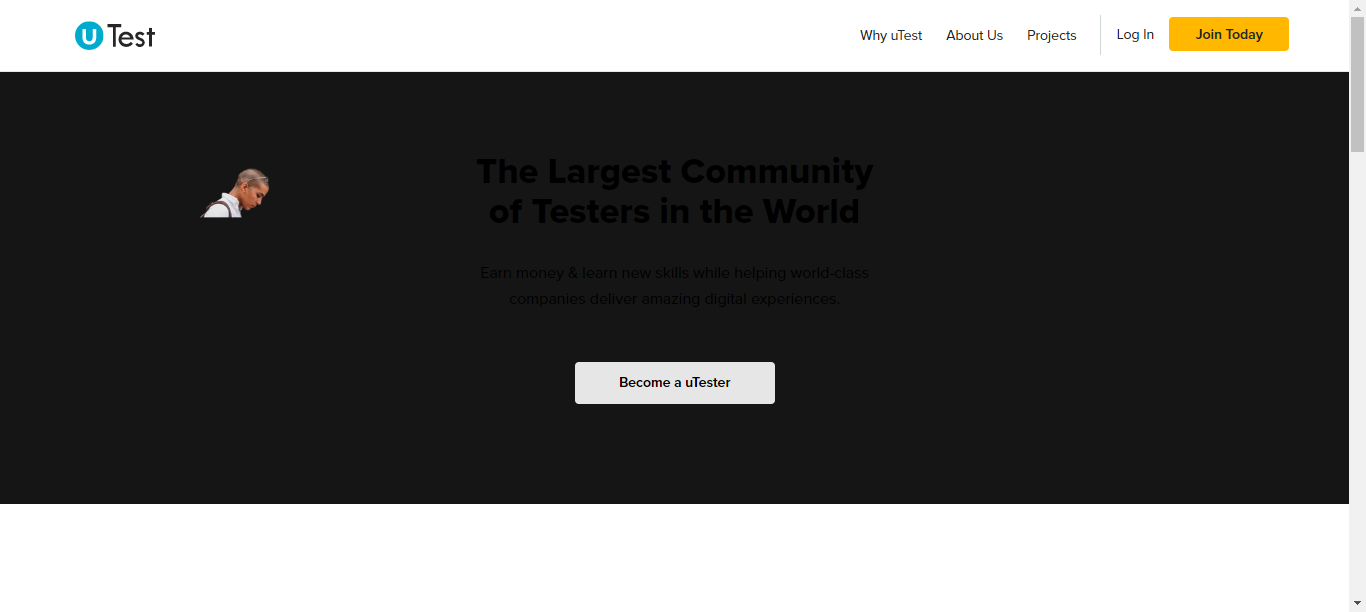 uTest
Why uTest
About Us
Projects
Log In
Join Today
The Largest Community
of Testers in the World
Earn money & learn new skills while helping world-class
companies deliver amazing digital experiences.
Become a uTester